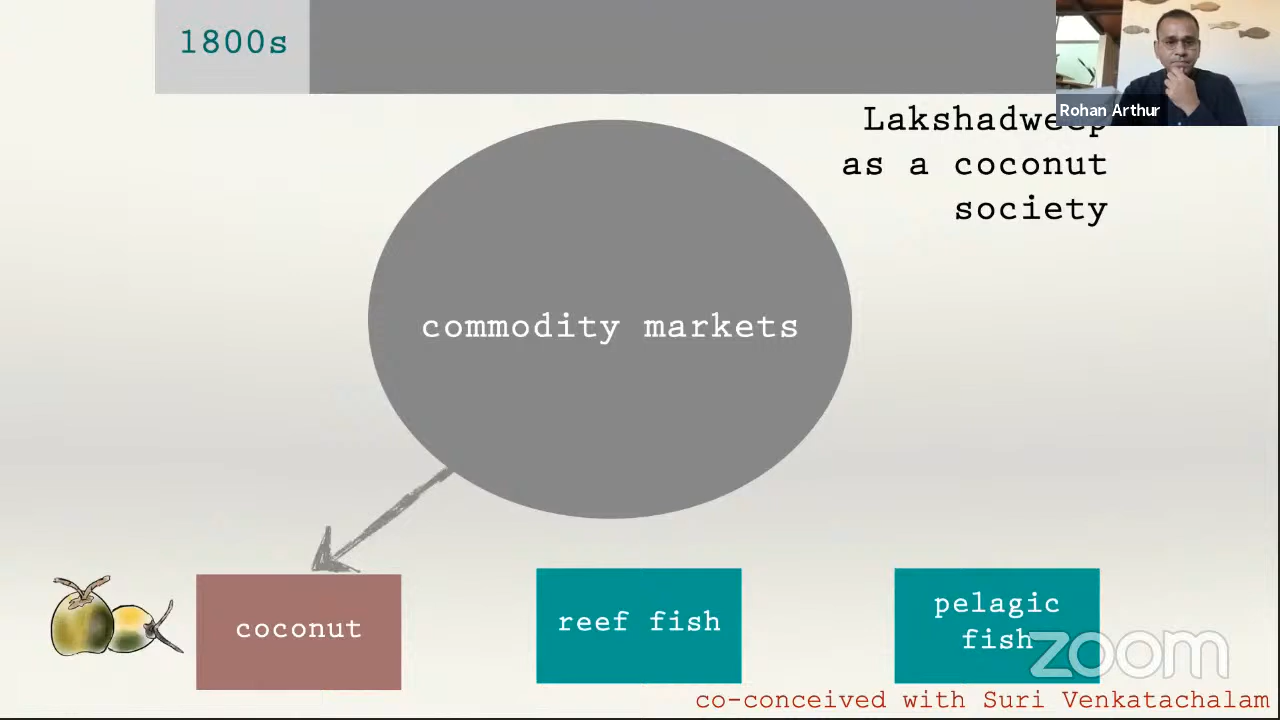 1800s
Rohan Arthur
Lakshadweep
as a coconut
society
commodity markets
coconut
reef fish
pelagic
fish
zoom
co-conceived with Suri Venkatachalam